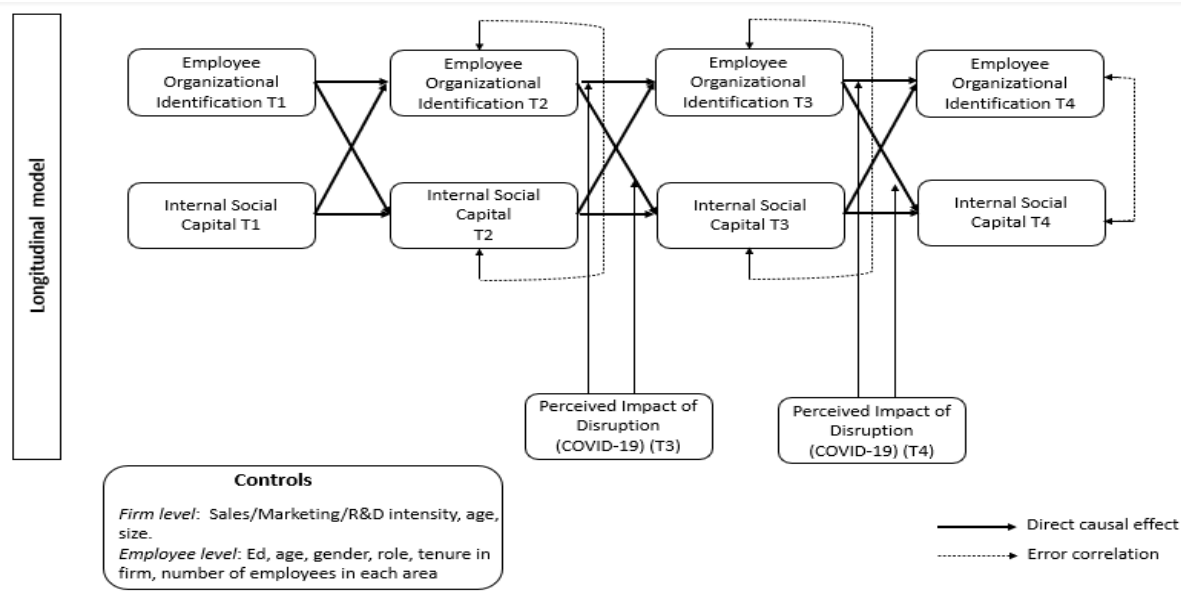 Longitudinal model
Employee
Organizational
Identification T1
Employee
Organizational
Identification T2
Employee
Organizational
Identification T3
Employee
Organizational
Identification T4
Internal Social
Capital T1
Internal Social
Capital
T2
Internal Social
Capital T3
Internal Social
Capital T4
Perceived Impact of
Disruption
(COVID-19) (T3)
Perceived Impact of
Disruption
(COVID-19) (T4)
Controls
Firm level: Sales/Marketing/R&D intensity, age,
size.
Employee level: Ed, age, gender, role, tenure in
firm, number of employees in each area
Direct causal effect
Error correlation